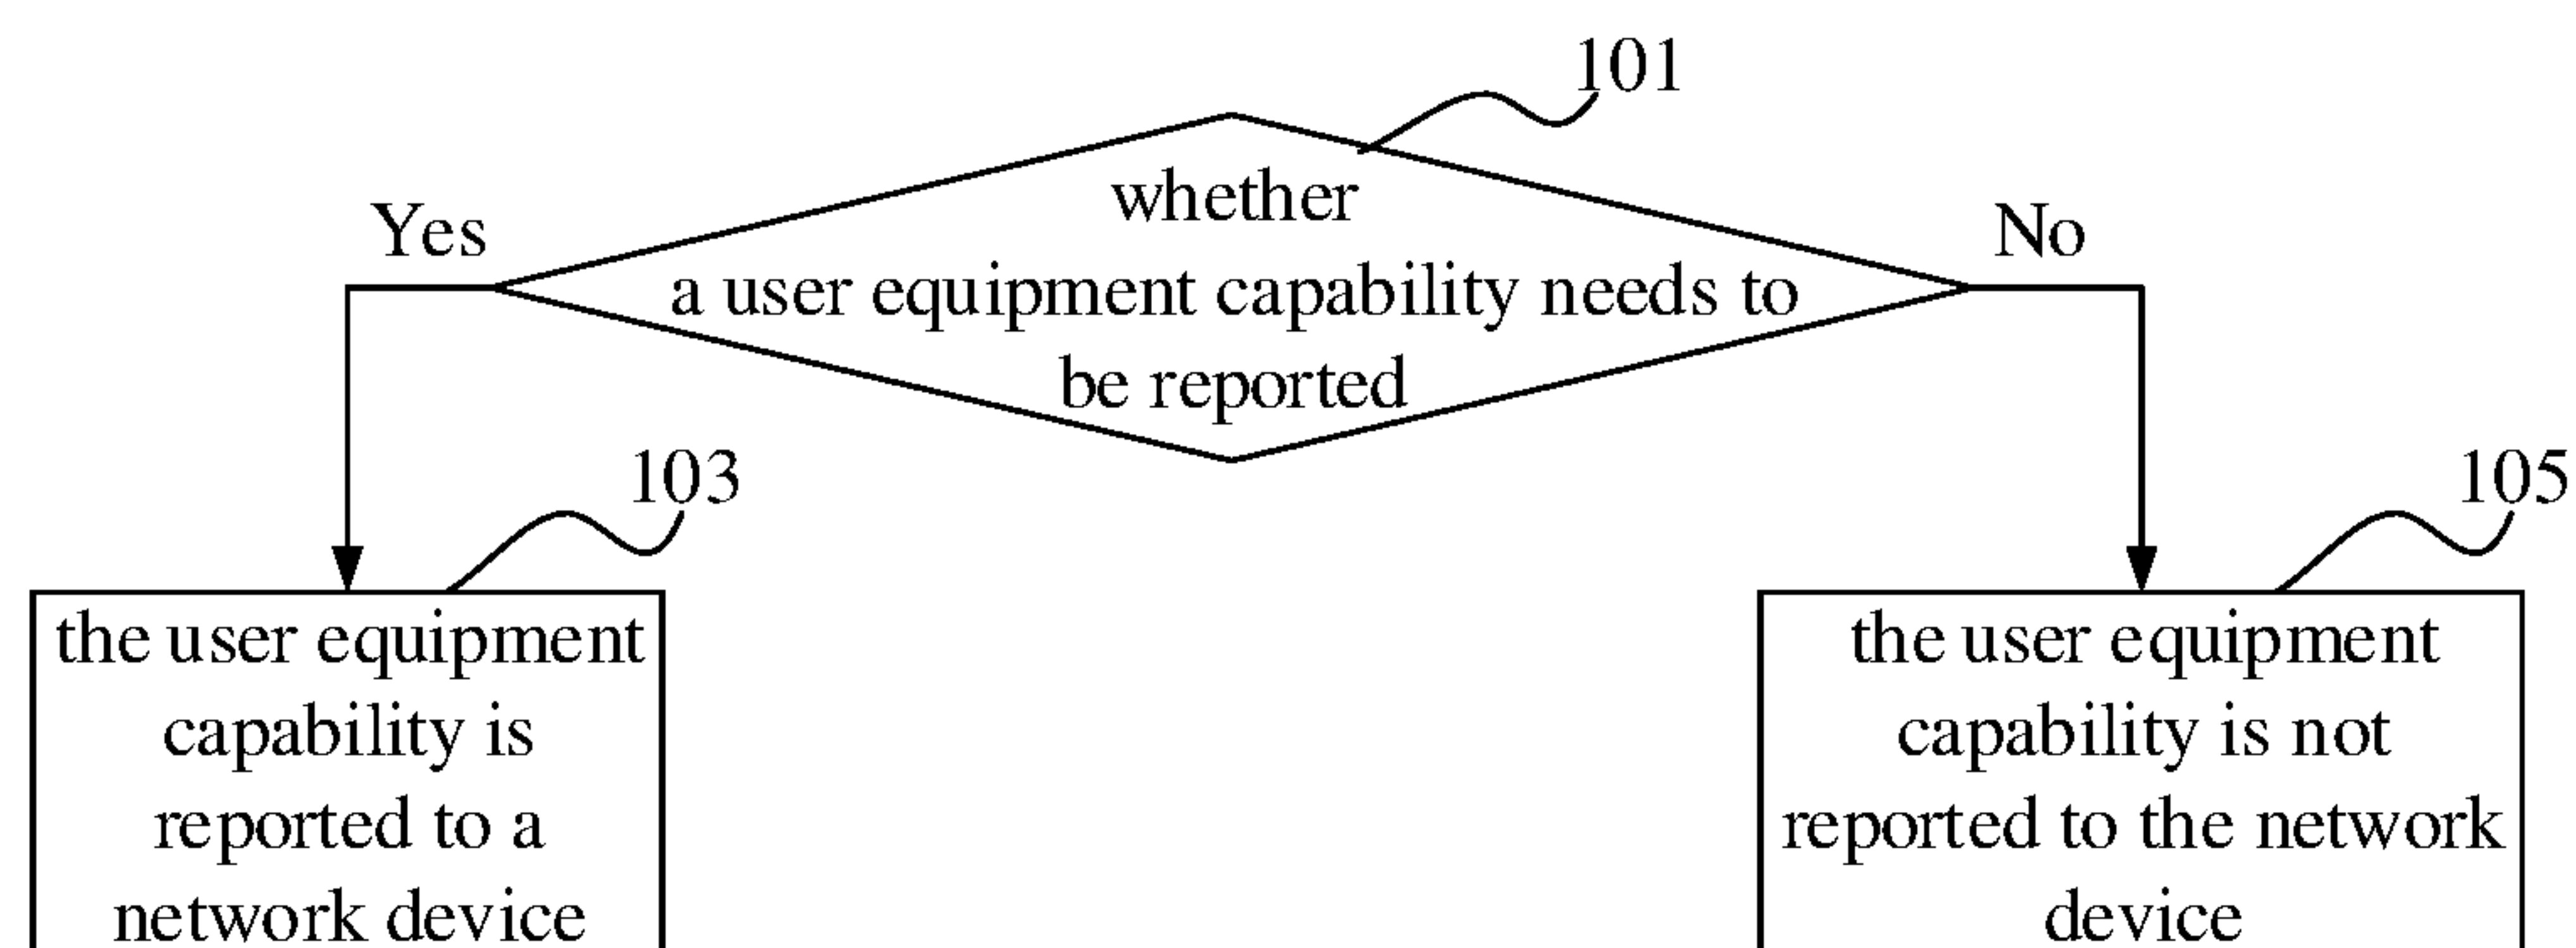 101
whether
a user equipment capability needs to
be reported
Yes
No
103
the user equipment
capability is
reported to a
network device
105
the user equipment
capability is not
reported to the network
device